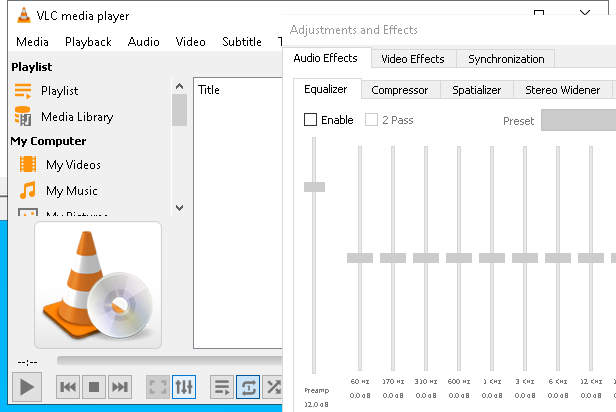 VLC media player
Media Playback Audio Video Subtitle
Playlist
Playlist
Media Library
My Computer
My Videos
My Music
My Pictures
Title
--:--
Adjustments and Effects
Audio Effects Video Effects Synchronization
Equalizer Compressor Spatializer Stereo Widener
Enable 2 Pass Preset
60 Hz 170 Hz 310 Hz 600 Hz 1 KHz 3 KHz 6 KHz 12 KHz
Preamp 0.0 dB 0.0 dB 0.0 dB 0.0 dB 0.0 dB 0.0 dB 0.0 dB 0.0 dB
12.0 dB